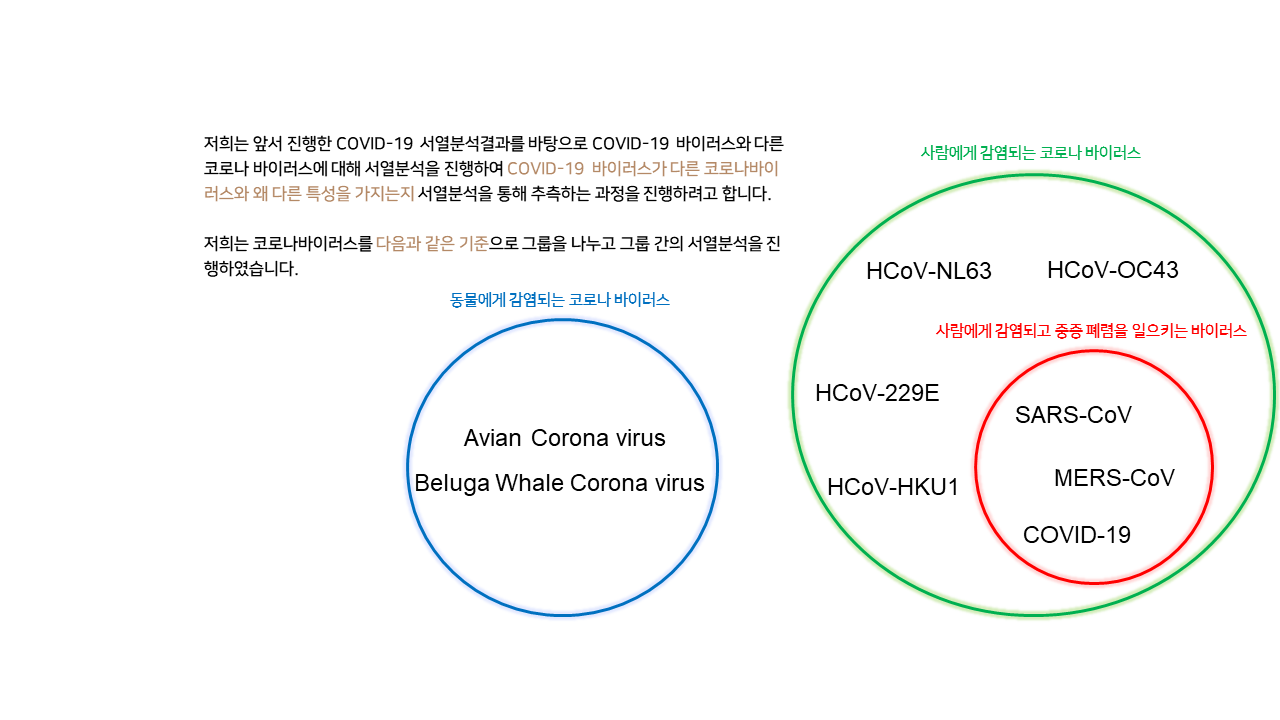 저희는 앞서 진행한 COVID-19 서열분석결과를 바탕으로 COVID-19 바이러스와 다른
코로나 바이러스에 대해 서열분석을 진행하여 COVID-19 바이러스가 다른 코로나바이
러스와 왜 다른 특성을 가지는지 서열분석을 통해 추측하는 과정을 진행하려고 합니다.
저희는 코로나바이러스를 다음과 같은 기준으로 그룹을 나누고 그룹 간의 서열분석을 진
행하였습니다.
동물에게 감염되는 코로나 바이러스
Avian Corona virus
Beluga Whale Corona virus
사람에게 감염되는 코로나 바이러스
HCoV-NL63
HCoV-OC43
사람에게 감염되고 중증 폐렴을 일으키는 바이러스
HCoV-229E
SARS-CoV
MERS-CoV
HCoV-HKU1
COVID-19